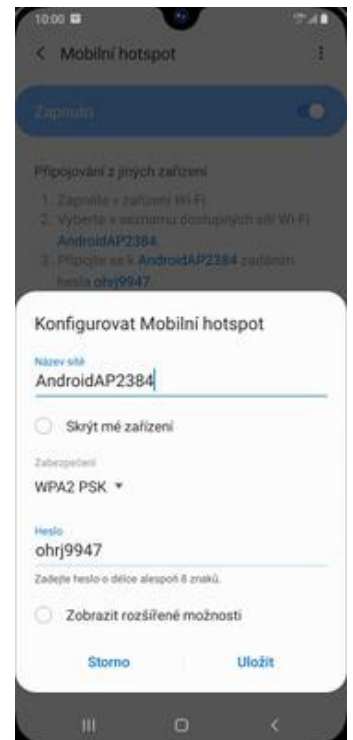 10:00
Mobilní hotspot
Zapnuto
Připojování z jiných zařízení
1. Zapněte v zařízení Wi-Fi.
2. Vyberte v seznamu dostupných sítí Wi-Fi
AndroidAP2384.
3. Připojte se k AndroidAP2384 zadáním
hesla ohrj9947.
Konfigurovat Mobilní hotspot
Název sítě
AndroidAP2384
Skrýt mé zařízení
Zabezpečení
WPA2 PSK
Heslo
ohrj9947
Zadejte heslo o délce alespoň 8 znaků.
Zobrazit rozšířené možnosti
Storno
Uložit